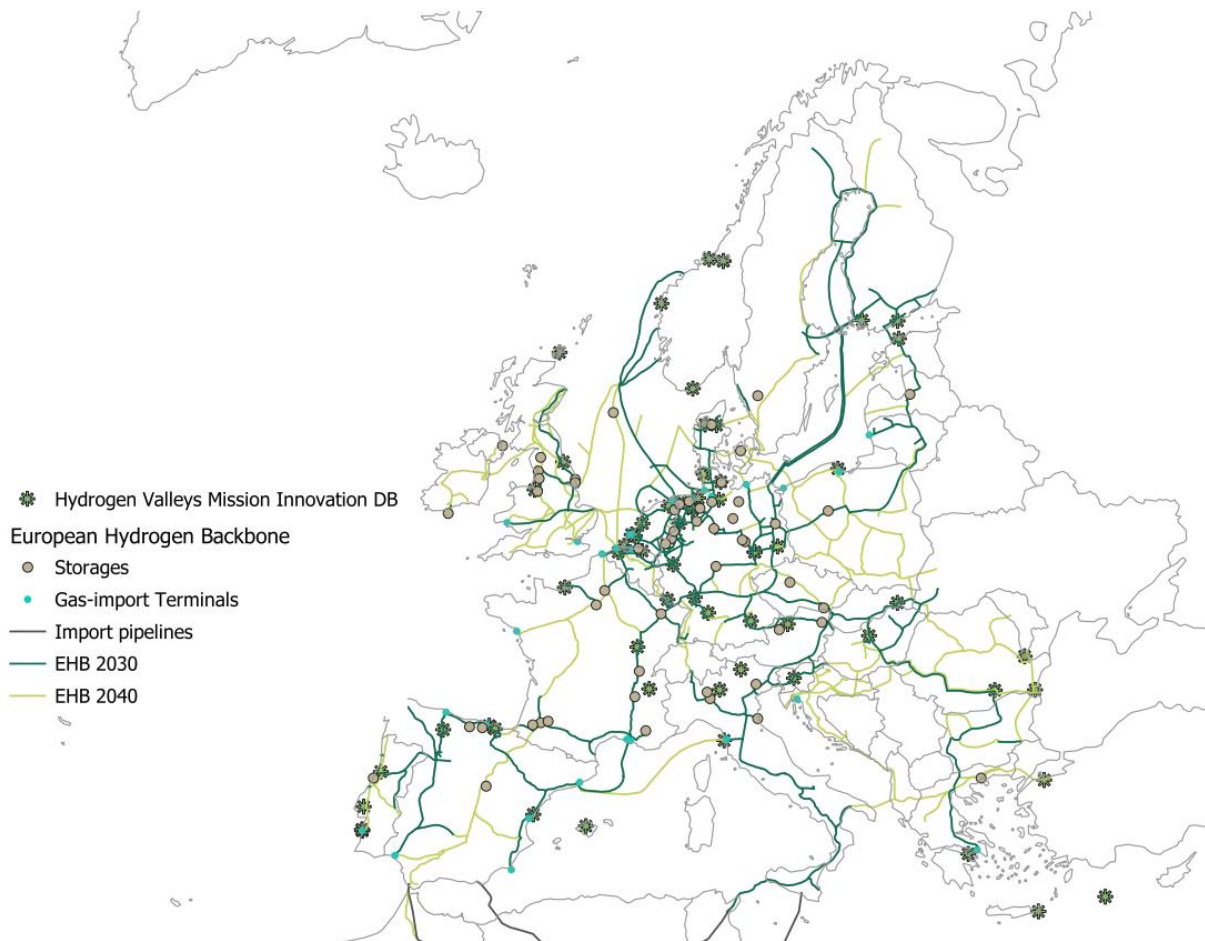 Hydrogen Valleys Mission Innovation DB
European Hydrogen Backbone
Storages
Gas-import Terminals
Import pipelines
EHB 2030
EHB 2040